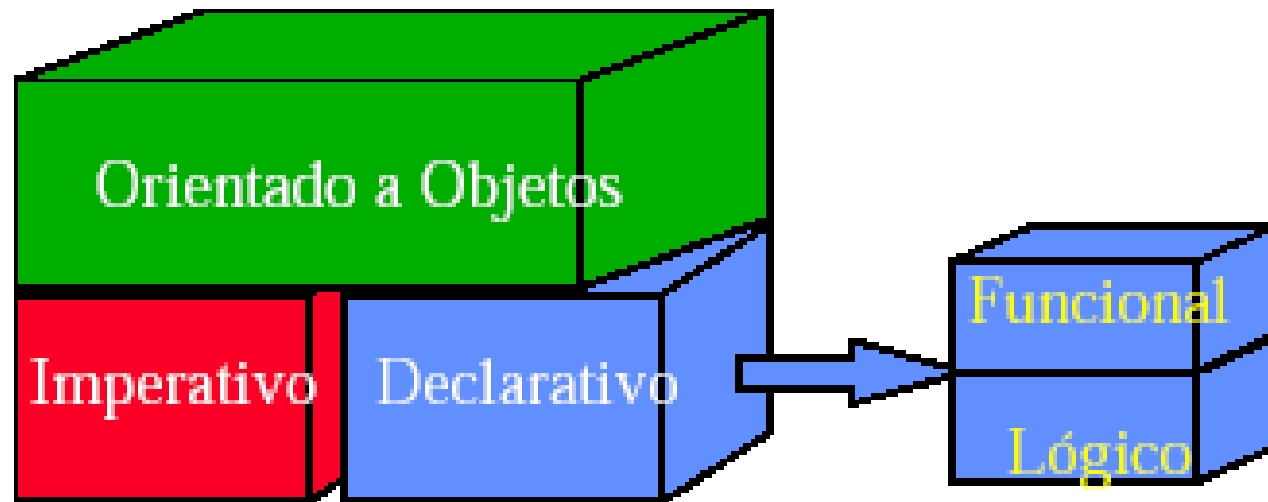 Orientado a Objetos
Imperativo
Declarativo
Funcional
Lógico